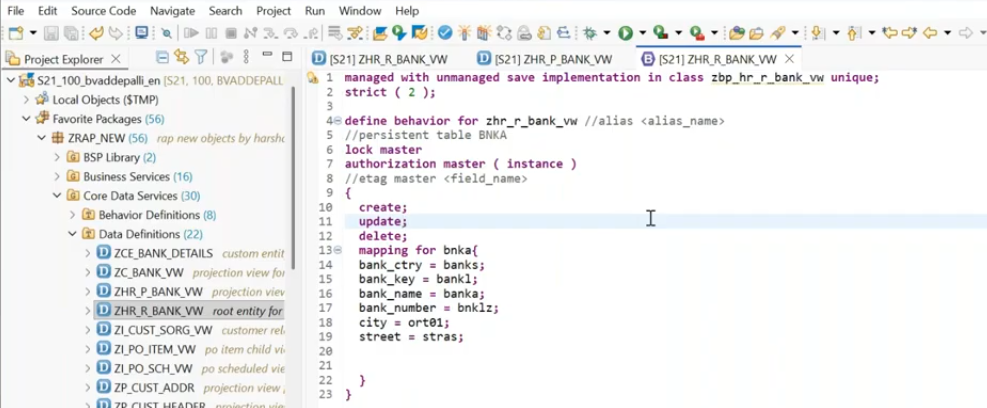 File Edit Source Code Navigate Search Project Run Window Help
Project Explorer
S21_100_bvaddepalli_en [S21, 100, BVADDEPALL
Local Objects ($TMP)
Favorite Packages (56)
ZRAP_NEW (56) rap new objects by harsha
BSP Library (2)
Business Services (16)
Core Data Services (30)
Behavior Definitions (8)
Data Definitions (22)
ZCE_BANK_DETAILS custom entit
ZC_BANK_VW projection view for
ZHR_P_BANK_VW projection view
ZHR_R_BANK_VW root entity for
ZI_CUST_SORG_VW customer rel
ZI_PO_ITEM_VW po item child vi
ZI_PO_SCH_VW po scheduled vie
ZP_CUST_ADDR projection view
ZP_CUST_HEADER projection view
[S21] ZHR_R_BANK_VW [S21] ZHR_P_BANK_VW [S21] ZHR_R_BANK_VW
1 managed with unmanaged save implementation in class zbp_hr_r_bank_vw unique;
2 strict ( 2 );
3
4 define behavior for zhr_r_bank_vw //alias <alias_name>
5 //persistent table BNKA
6 lock master
7 authorization master ( instance )
8 //etag master <field_name>
9 {
10 create;
11 update;
12 delete;
13 mapping for bnka{
14 bank_ctry = banks;
15 bank_key = bankl;
16 bank_name = banka;
17 bank_number = bnklz;
18 city = ort01;
19 street = stras;
20
21
22 }
23 }